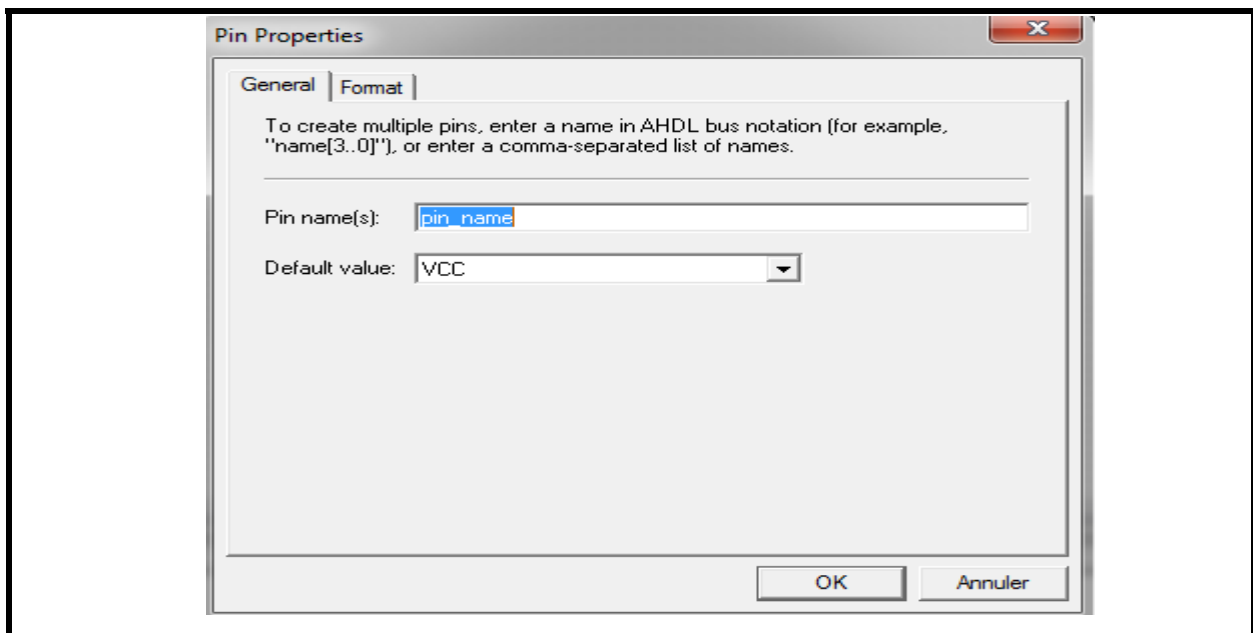 Pin Properties
General Format
To create multiple pins, enter a name in AHDL bus notation (for example,
"name[3..0]"), or enter a comma-separated list of names.
Pin name(s): pin_name
Default value: VCC
OK Annuler